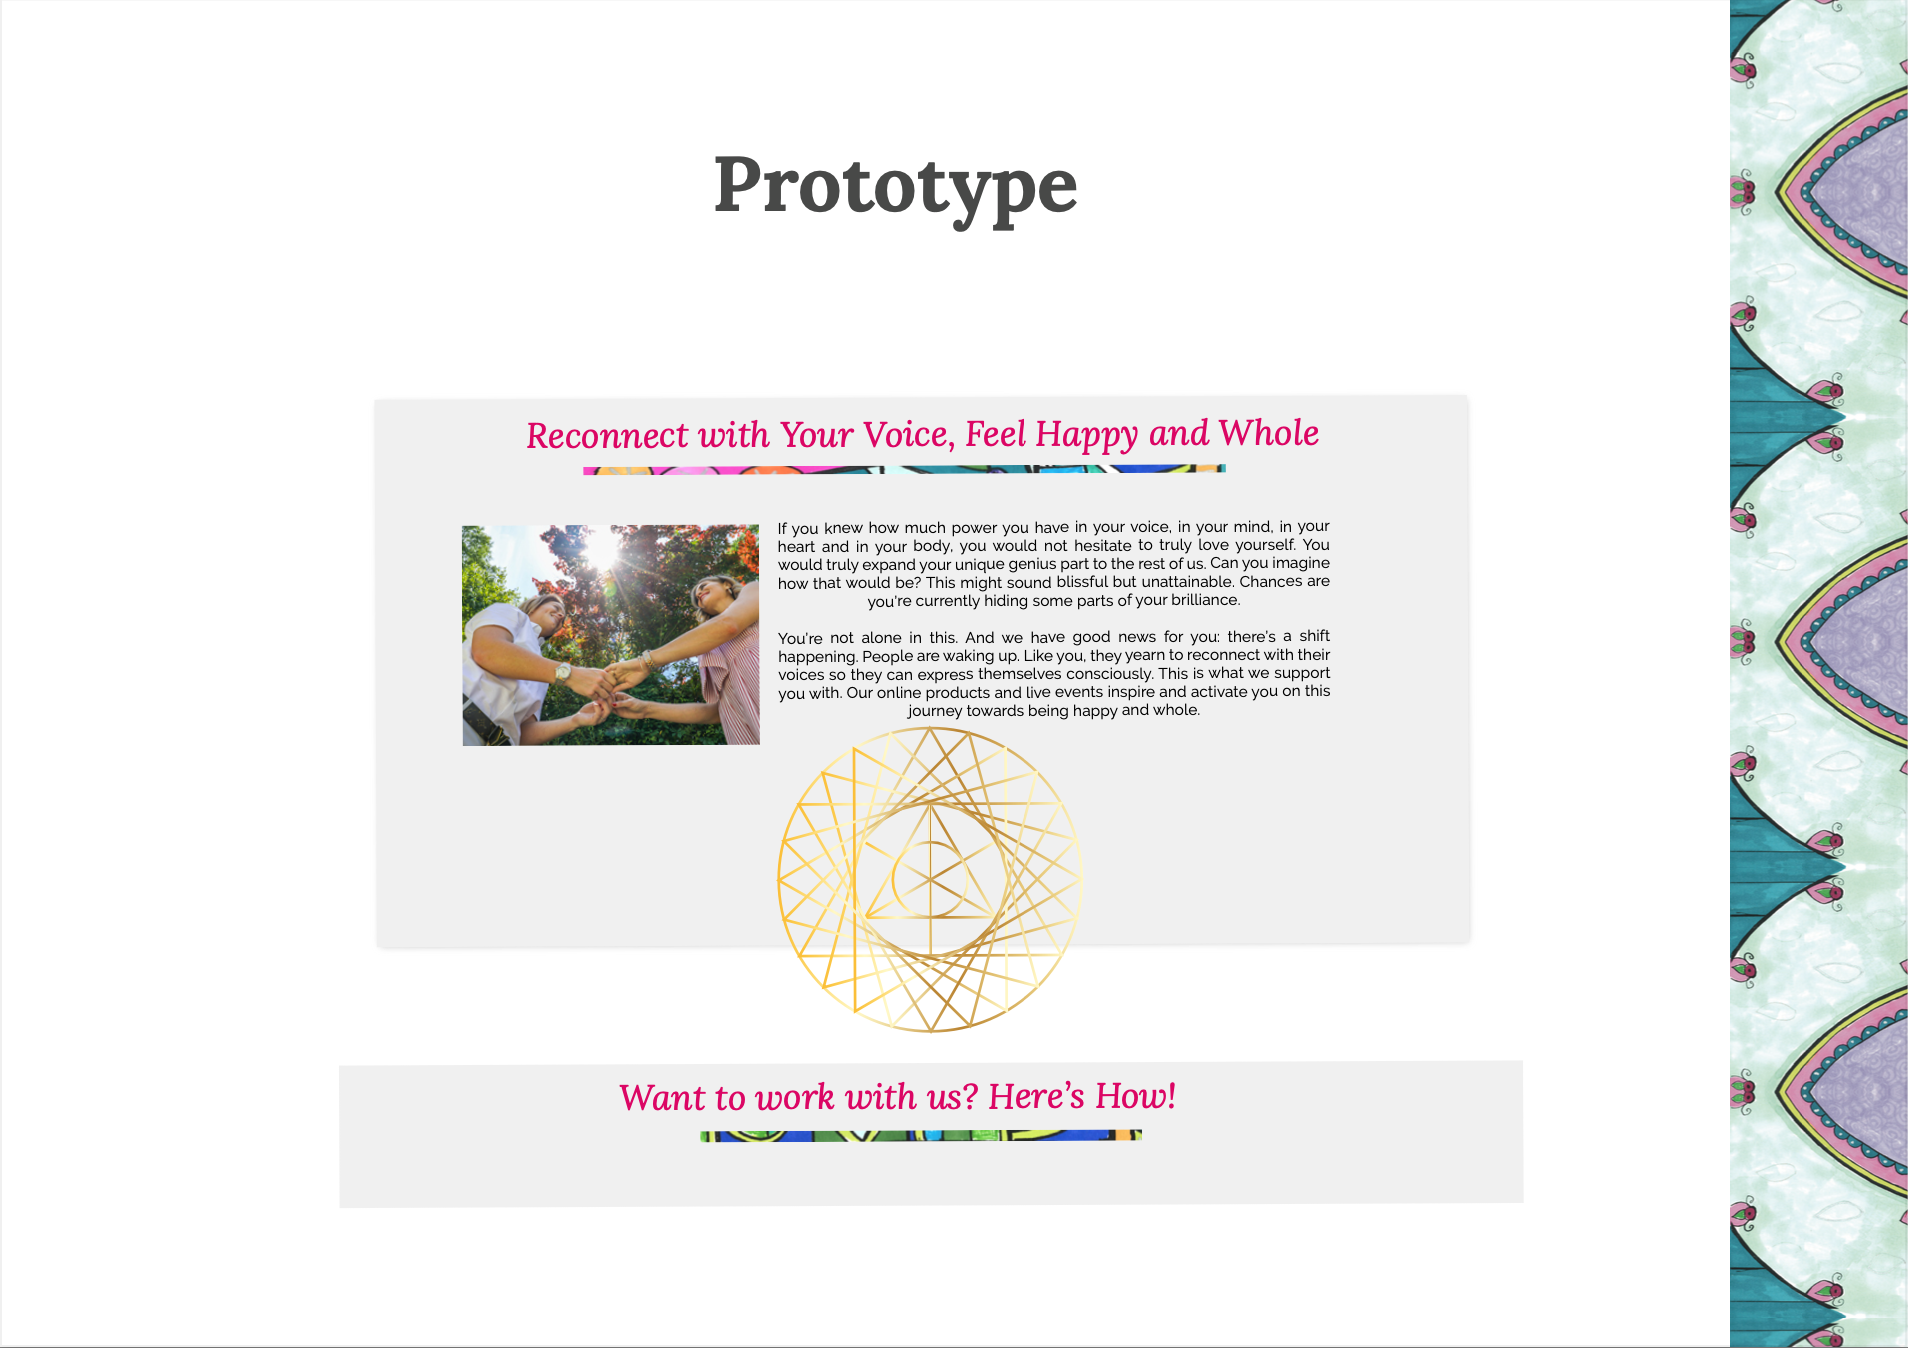 Prototype
Reconnect with Your Voice, Feel Happy and Whole
If you knew how much power you have in your voice, in your mind, in your
heart and in your body, you would not hesitate to truly love yourself. You
would truly expand your unique genius part to the rest of us. Can you imagine
how that would be? This might sound blissful but unattainable. Chances are
you're currently hiding some parts of your brilliance.
You're not alone in this. And we have good news for you: there's a shift
happening. People are waking up. Like you, they yearn to reconnect with their
voices so they can express themselves consciously. This is what we support
you with. Our online products and live events inspire and activate you on this
journey towards being happy and whole.
Want to work with us? Here’s How!